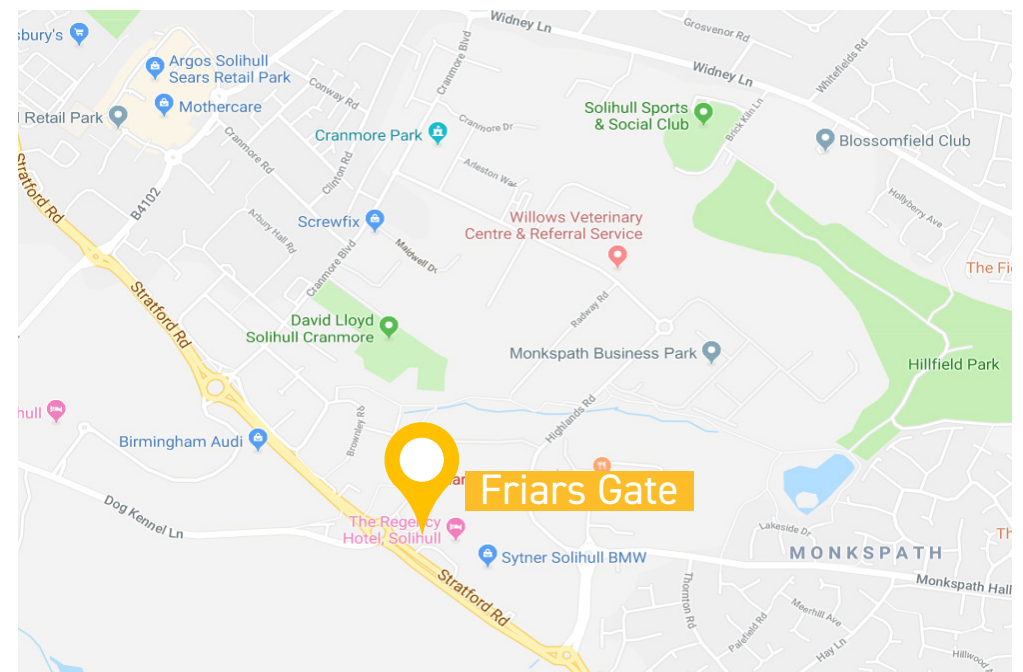 Widney Ln
Grosvenor Rd
sbury's
Cranmore Blvd
Whitefields Rd
Argos Solihull
Sears Retail Park
Widney Ln
Conway Rd
Mothercare
Solihull Sports
& Social Club
Brick Kiln Ln
l Retail Park
Cranmore Park
Cranmore Dr
Blossomfield Club
Cranmore Rd
Clinton Rd
Arleston Way
Stratford Rd
B4102
Hollyberry Ave
Arbury Hall Rd
Screwfix
Willows Veterinary
Centre & Referral Service
Maidwell Dr
Cranmore Blvd
The Fi
Stratford Rd
Radway Rd
David Lloyd
Solihull Cranmore
Monkspath Business Park
Hillfield Park
hull
Brownley Rb
Highlands Rd
Birmingham Audi
ar
Friars Gate
Dog Kennel Ln
The Regency
Hotel, Solihull
Lakeside Dr
Th
Sytner Solihull BMW
MONKSPATH
Stratford Rd
Thornton Rd
Monkspath Hall
Meerhill Ave
Palefield Rd
Hay Ln
Hillwood